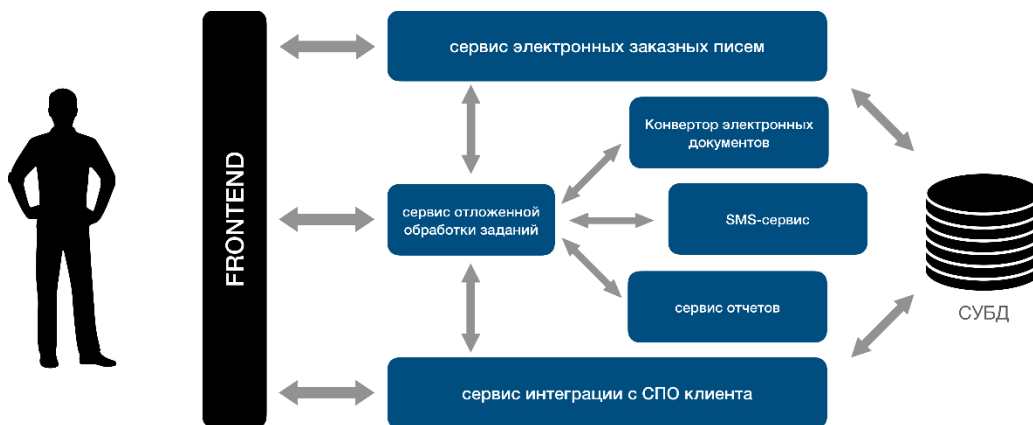 сервис электронных заказных писем
FRONTEND
Конвертор электронных
документов
сервис отложенной
обработки заданий
SMS-сервис
сервис отчетов
СУБД
сервис интеграции с СПО клиента